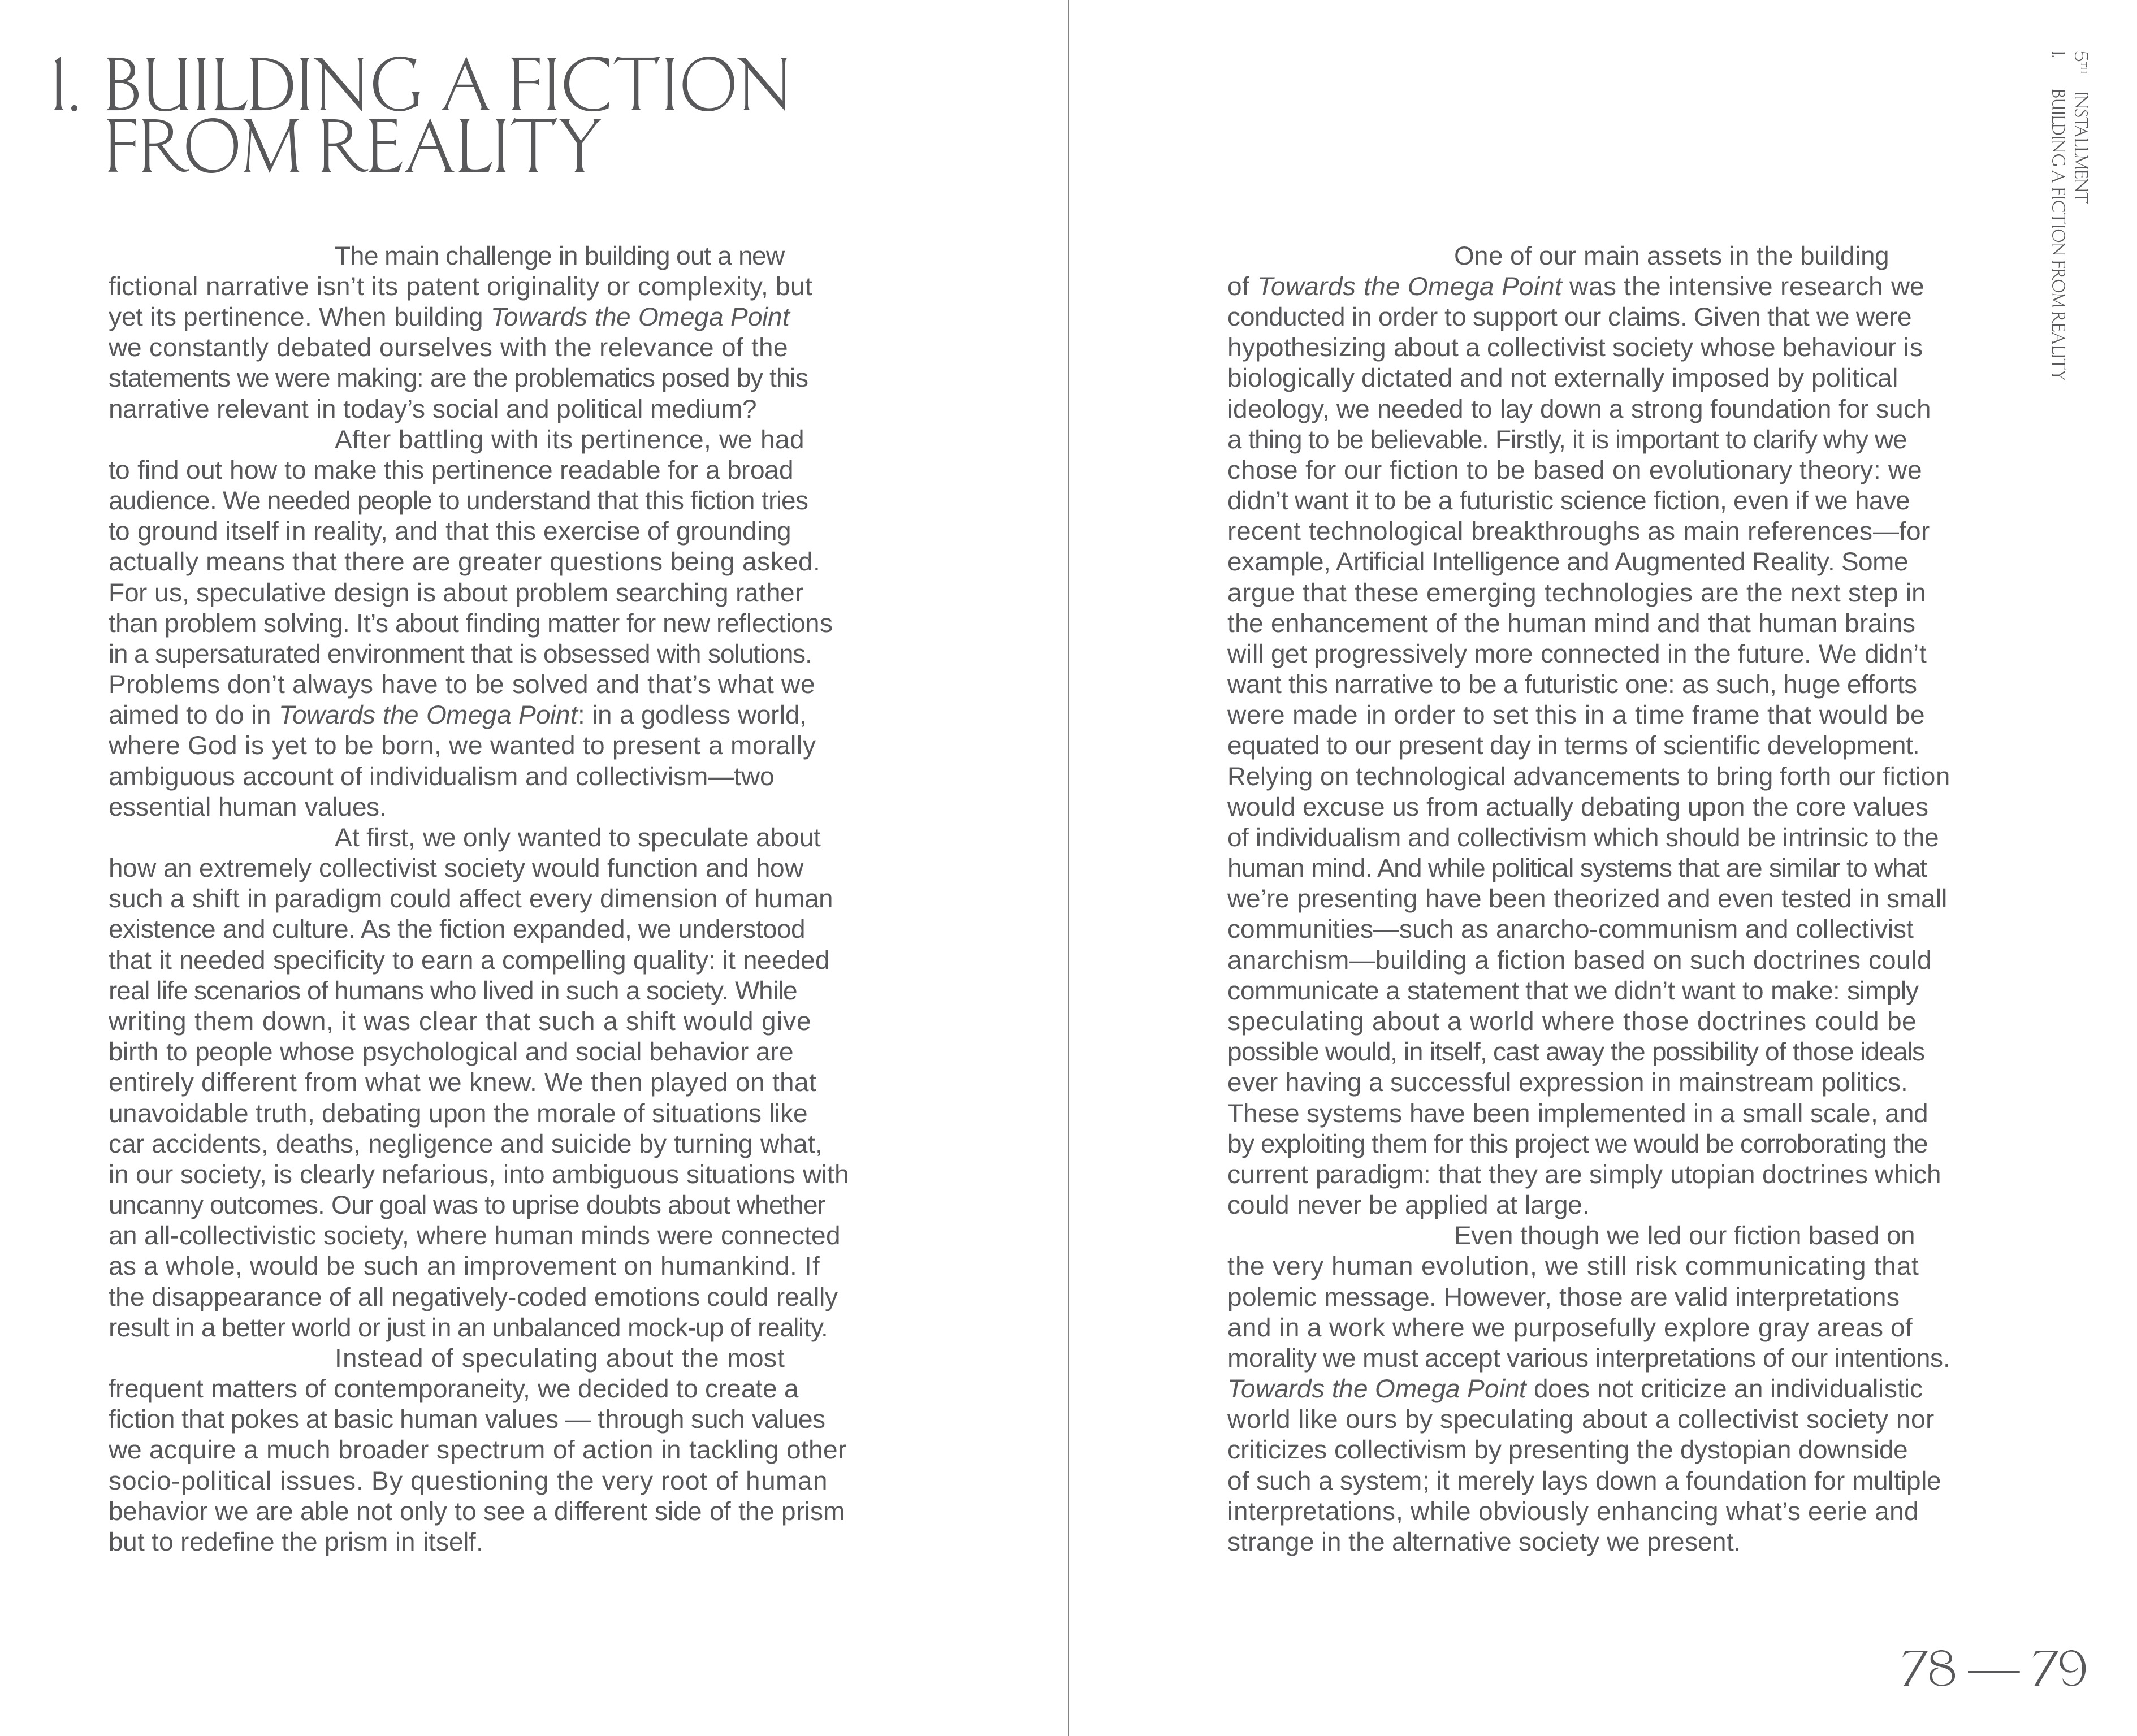 1. BUILDING A FICTION
FROM REALITY
The main challenge in building out a new
fictional narrative isn’t its patent originality or complexity, but
yet its pertinence. When building Towards the Omega Point
we constantly debated ourselves with the relevance of the
statements we were making: are the problematics posed by this
narrative relevant in today’s social and political medium?
After battling with its pertinence, we had
to find out how to make this pertinence readable for a broad
audience. We needed people to understand that this fiction tries
to ground itself in reality, and that this exercise of grounding
actually means that there are greater questions being asked.
For us, speculative design is about problem searching rather
than problem solving. It’s about finding matter for new reflections
in a supersaturated environment that is obsessed with solutions.
Problems don’t always have to be solved and that’s what we
aimed to do in Towards the Omega Point: in a godless world,
where God is yet to be born, we wanted to present a morally
ambiguous account of individualism and collectivism—two
essential human values.
At first, we only wanted to speculate about
how an extremely collectivist society would function and how
such a shift in paradigm could affect every dimension of human
existence and culture. As the fiction expanded, we understood
that it needed specificity to earn a compelling quality: it needed
real life scenarios of humans who lived in such a society. While
writing them down, it was clear that such a shift would give
birth to people whose psychological and social behavior are
entirely different from what we knew. We then played on that
unavoidable truth, debating upon the morale of situations like
car accidents, deaths, negligence and suicide by turning what,
in our society, is clearly nefarious, into ambiguous situations with
uncanny outcomes. Our goal was to uprise doubts about whether
an all-collectivistic society, where human minds were connected
as a whole, would be such an improvement on humankind. If
the disappearance of all negatively-coded emotions could really
result in a better world or just in an unbalanced mock-up of reality.
Instead of speculating about the most
frequent matters of contemporaneity, we decided to create a
fiction that pokes at basic human values — through such values
we acquire a much broader spectrum of action in tackling other
socio-political issues. By questioning the very root of human
behavior we are able not only to see a different side of the prism
but to redefine the prism in itself.
One of our main assets in the building
of Towards the Omega Point was the intensive research we
conducted in order to support our claims. Given that we were
hypothesizing about a collectivist society whose behaviour is
biologically dictated and not externally imposed by political
ideology, we needed to lay down a strong foundation for such
a thing to be believable. Firstly, it is important to clarify why we
chose for our fiction to be based on evolutionary theory: we
didn’t want it to be a futuristic science fiction, even if we have
recent technological breakthroughs as main references—for
example, Artificial Intelligence and Augmented Reality. Some
argue that these emerging technologies are the next step in
the enhancement of the human mind and that human brains
will get progressively more connected in the future. We didn’t
want this narrative to be a futuristic one: as such, huge efforts
were made in order to set this in a time frame that would be
equated to our present day in terms of scientific development.
Relying on technological advancements to bring forth our fiction
would excuse us from actually debating upon the core values
of individualism and collectivism which should be intrinsic to the
human mind. And while political systems that are similar to what
we’re presenting have been theorized and even tested in small
communities—such as anarcho-communism and collectivist
anarchism—building a fiction based on such doctrines could
communicate a statement that we didn’t want to make: simply
speculating about a world where those doctrines could be
possible would, in itself, cast away the possibility of those ideals
ever having a successful expression in mainstream politics.
These systems have been implemented in a small scale, and
by exploiting them for this project we would be corroborating the
current paradigm: that they are simply utopian doctrines which
could never be applied at large.
Even though we led our fiction based on
the very human evolution, we still risk communicating that
polemic message. However, those are valid interpretations
and in a work where we purposefully explore gray areas of
morality we must accept various interpretations of our intentions.
Towards the Omega Point does not criticize an individualistic
world like ours by speculating about a collectivist society nor
criticizes collectivism by presenting the dystopian downside
of such a system; it merely lays down a foundation for multiple
interpretations, while obviously enhancing what’s eerie and
strange in the alternative society we present.
5TH INSTALLMENT
1. BUILDING A FICTION FROM REALITY
78 — 79